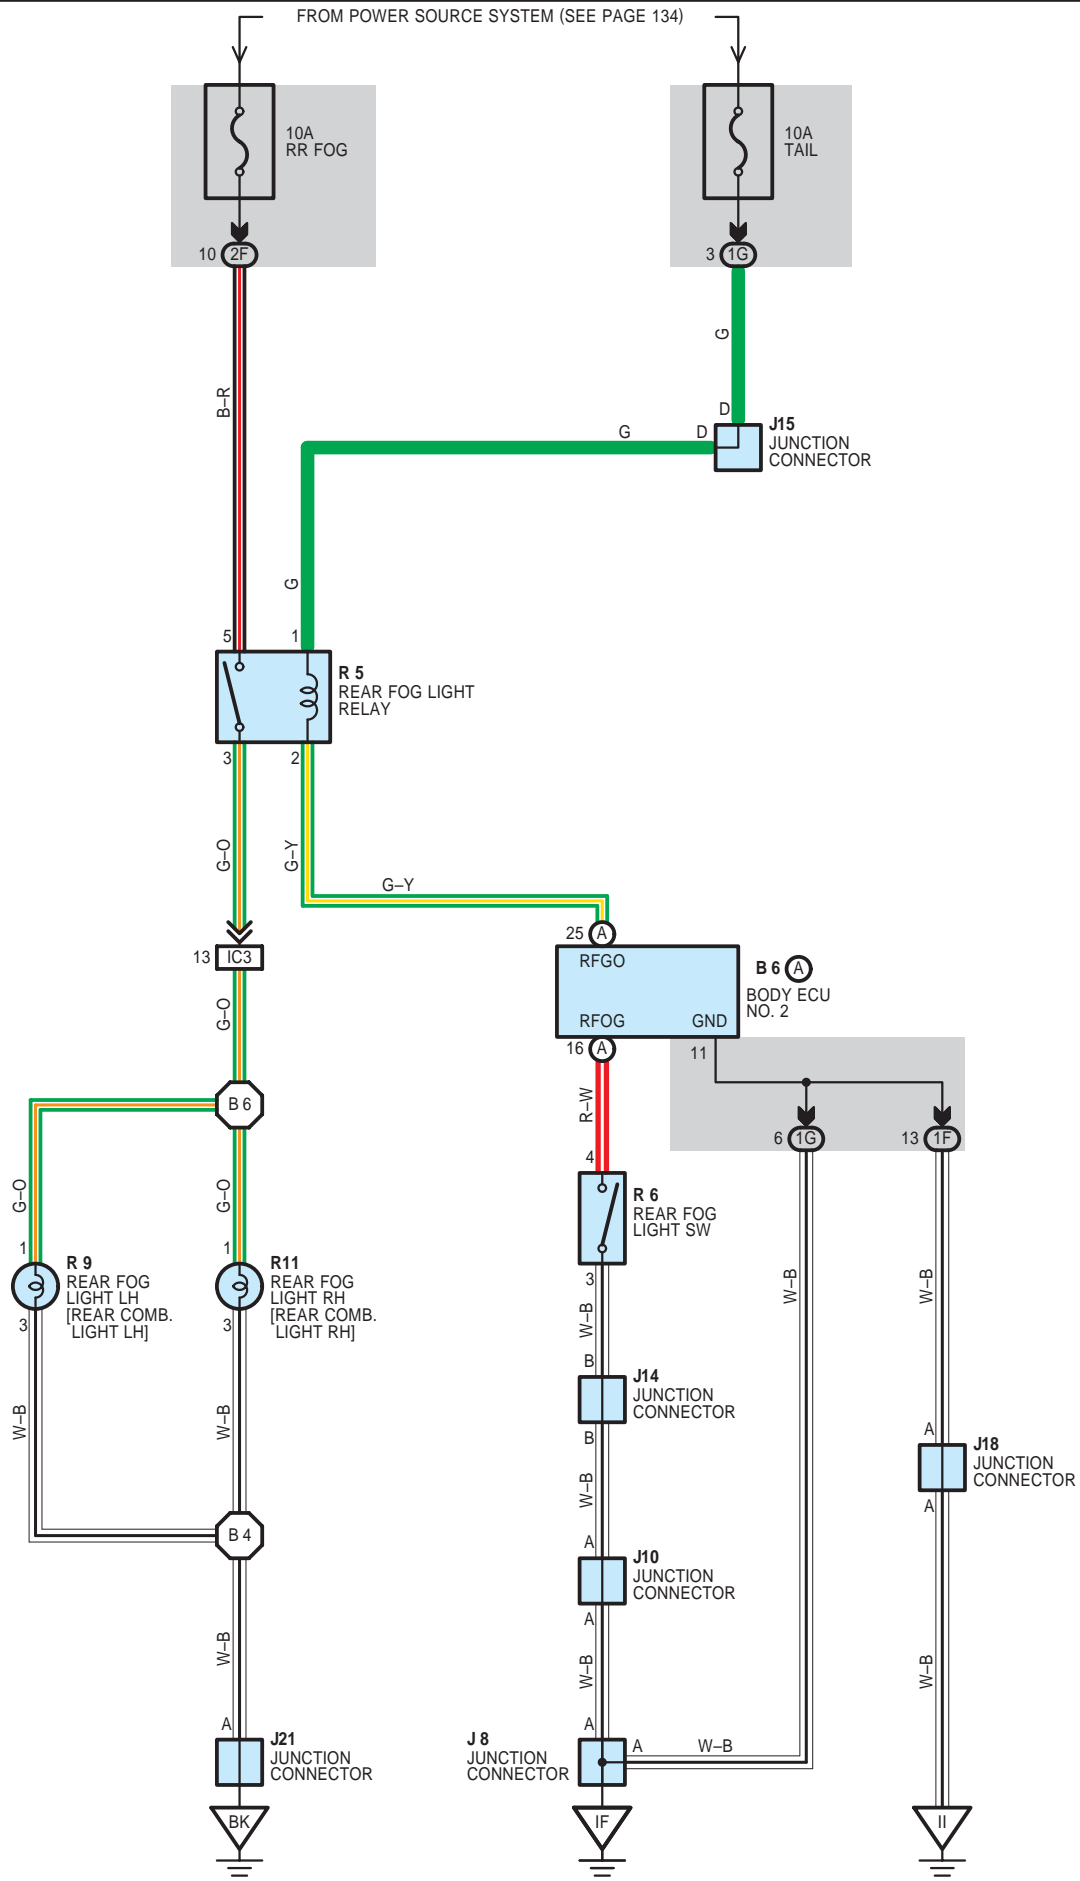 FROM POWER SOURCE SYSTEM (SEE PAGE 134)
10A
RR FOG
10A
TAIL
10 2F
3 1G
B–R
G
D
J15
JUNCTION
CONNECTOR
G D
G
5 1
R 5
REAR FOG LIGHT
RELAY
3 2
G–O
G–Y
G–Y
25 A
13 IC3
RFGO
B 6 A
BODY ECU
NO. 2
RFOG GND
G–O
16 A
11
B 6
R–W
6 1G
13 1F
4
G–O
G–O
R 6
REAR FOG
LIGHT SW
1
1
R 9
REAR FOG
LIGHT LH
[REAR COMB.
LIGHT LH]
R11
REAR FOG
LIGHT RH
[REAR COMB.
LIGHT RH]
3
3
3
W–B
W–B
W–B
B
J14
JUNCTION
CONNECTOR
B
W–B
W–B
A
J18
JUNCTION
CONNECTOR
A
W–B
B 4
A
J10
JUNCTION
CONNECTOR
A
W–B
W–B
W–B
A
J21
JUNCTION
CONNECTOR
A
J 8
JUNCTION
CONNECTOR
A W–B
BK
IF
II